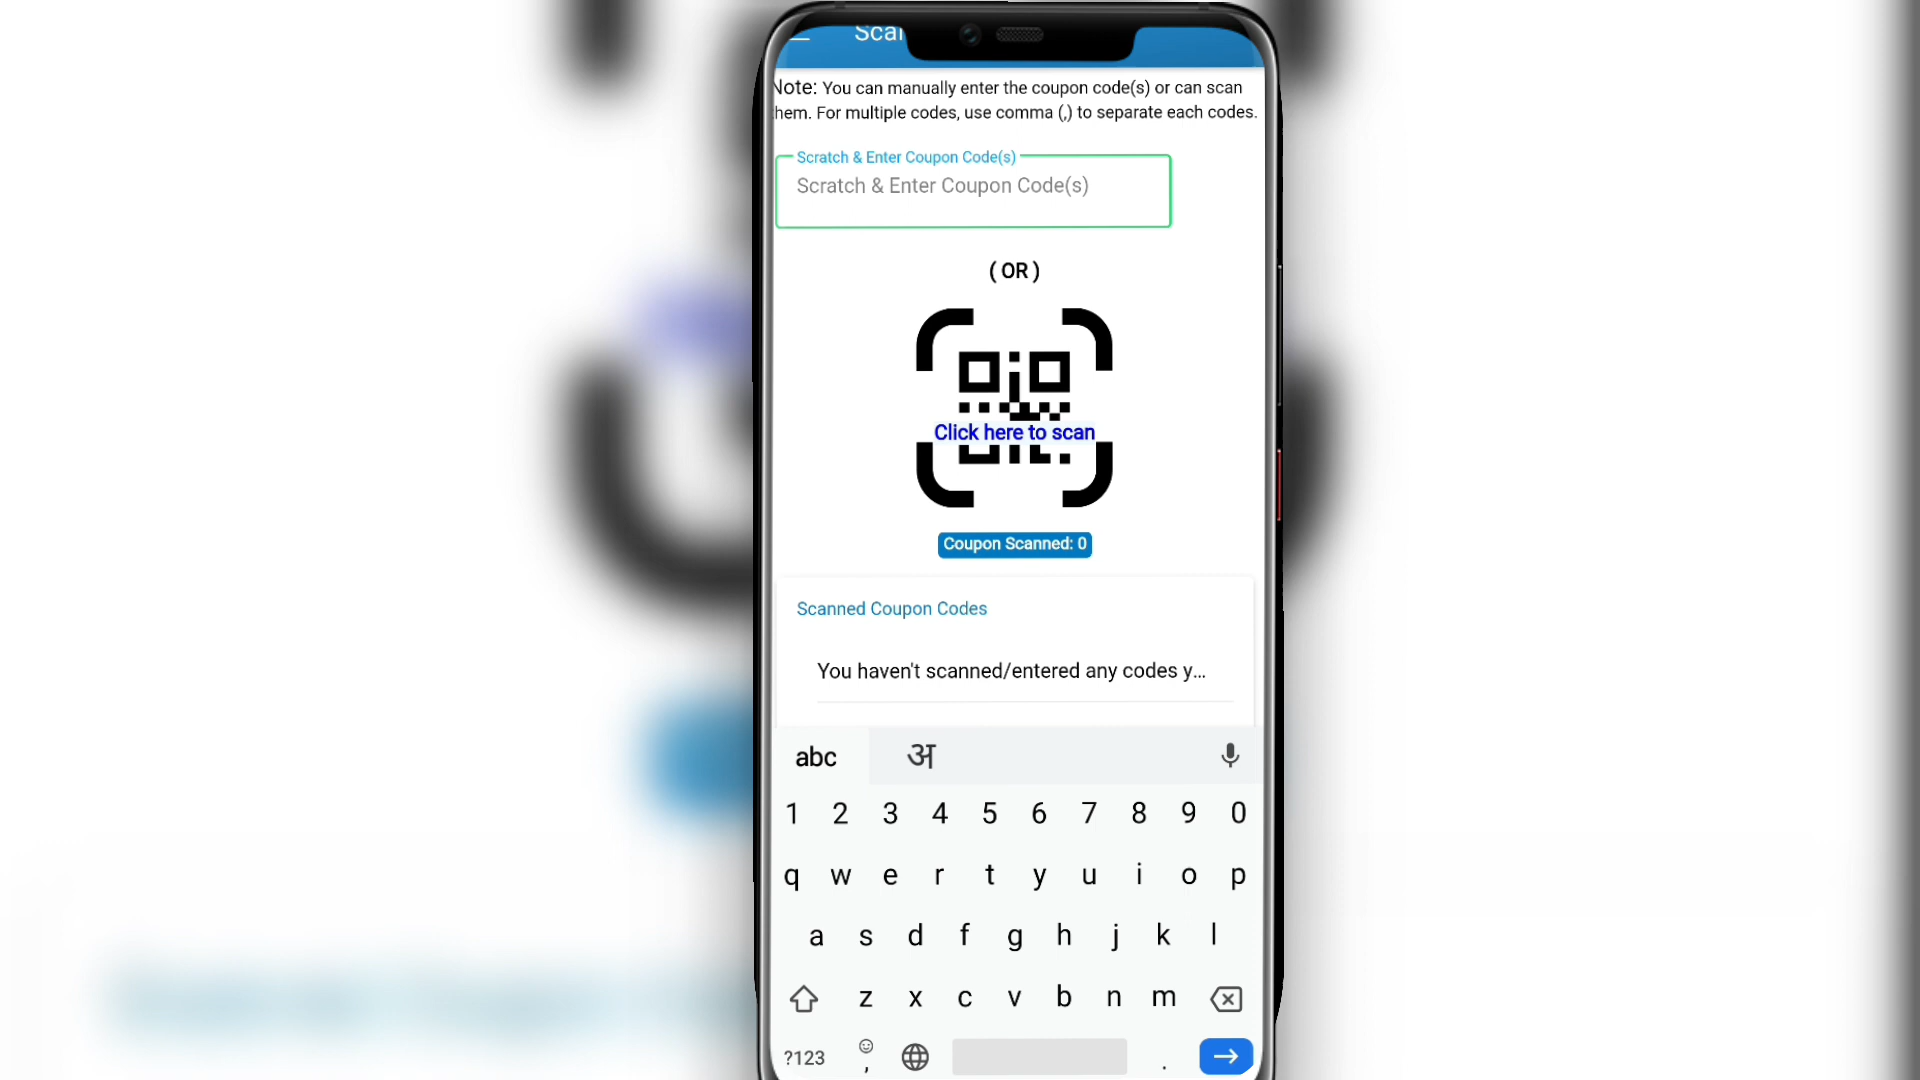 Note: You can manually enter the coupon code(s) or can scan
them. For multiple codes, use comma (,) to separate each codes.
Scratch & Enter Coupon Code(s)
Scratch & Enter Coupon Code(s)
( OR )
Click here to scan
Coupon Scanned: 0
Scanned Coupon Codes
You haven't scanned/entered any codes y...
abc अ
1 2 3 4 5 6 7 8 9 0
q w e r t y u i o p
a s d f g h j k l
z x c v b n m
?123 , .